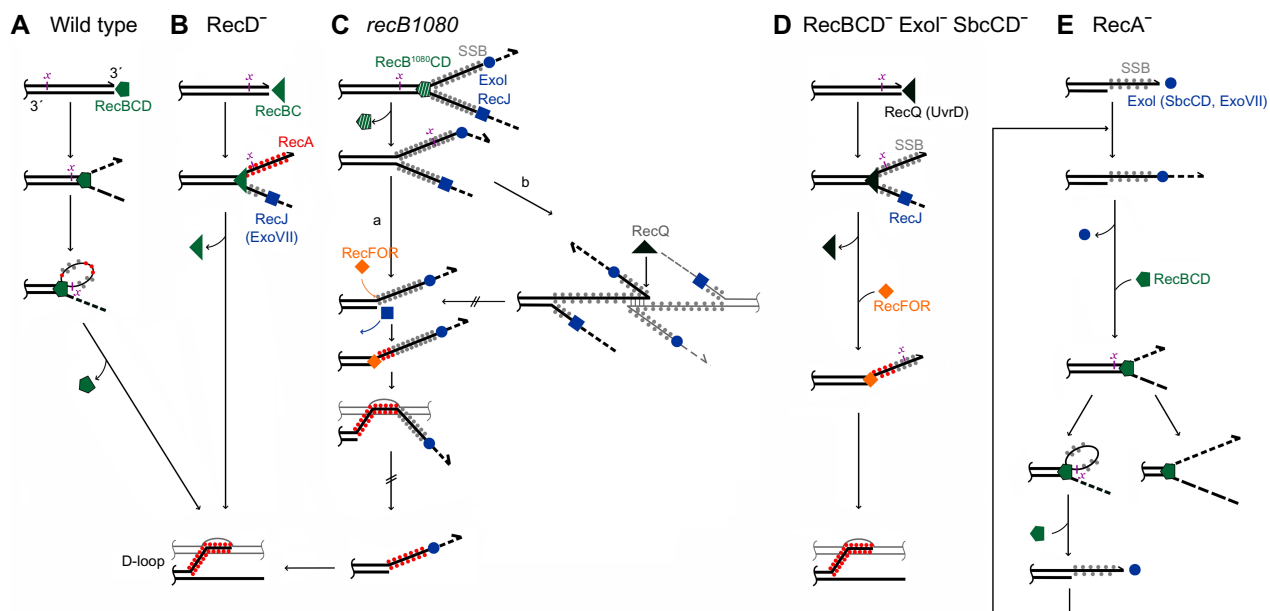 A Wild type
B RecD⁻
C recB1080
D RecBCD⁻ ExoI⁻ SbcCD⁻
E RecA⁻
χ
3´
3´
RecBCD
χ
χ
χ
RecBC
χ
RecA
RecJ
(ExoVII)
χ
RecB¹⁰⁸⁰CD
SSB
ExoI
RecJ
χ
a
b
RecFOR
RecQ
D-loop
χ
RecQ (UvrD)
SSB
χ
RecJ
RecFOR
χ
SSB
ExoI (SbcCD, ExoVII)
RecBCD
χ
χ